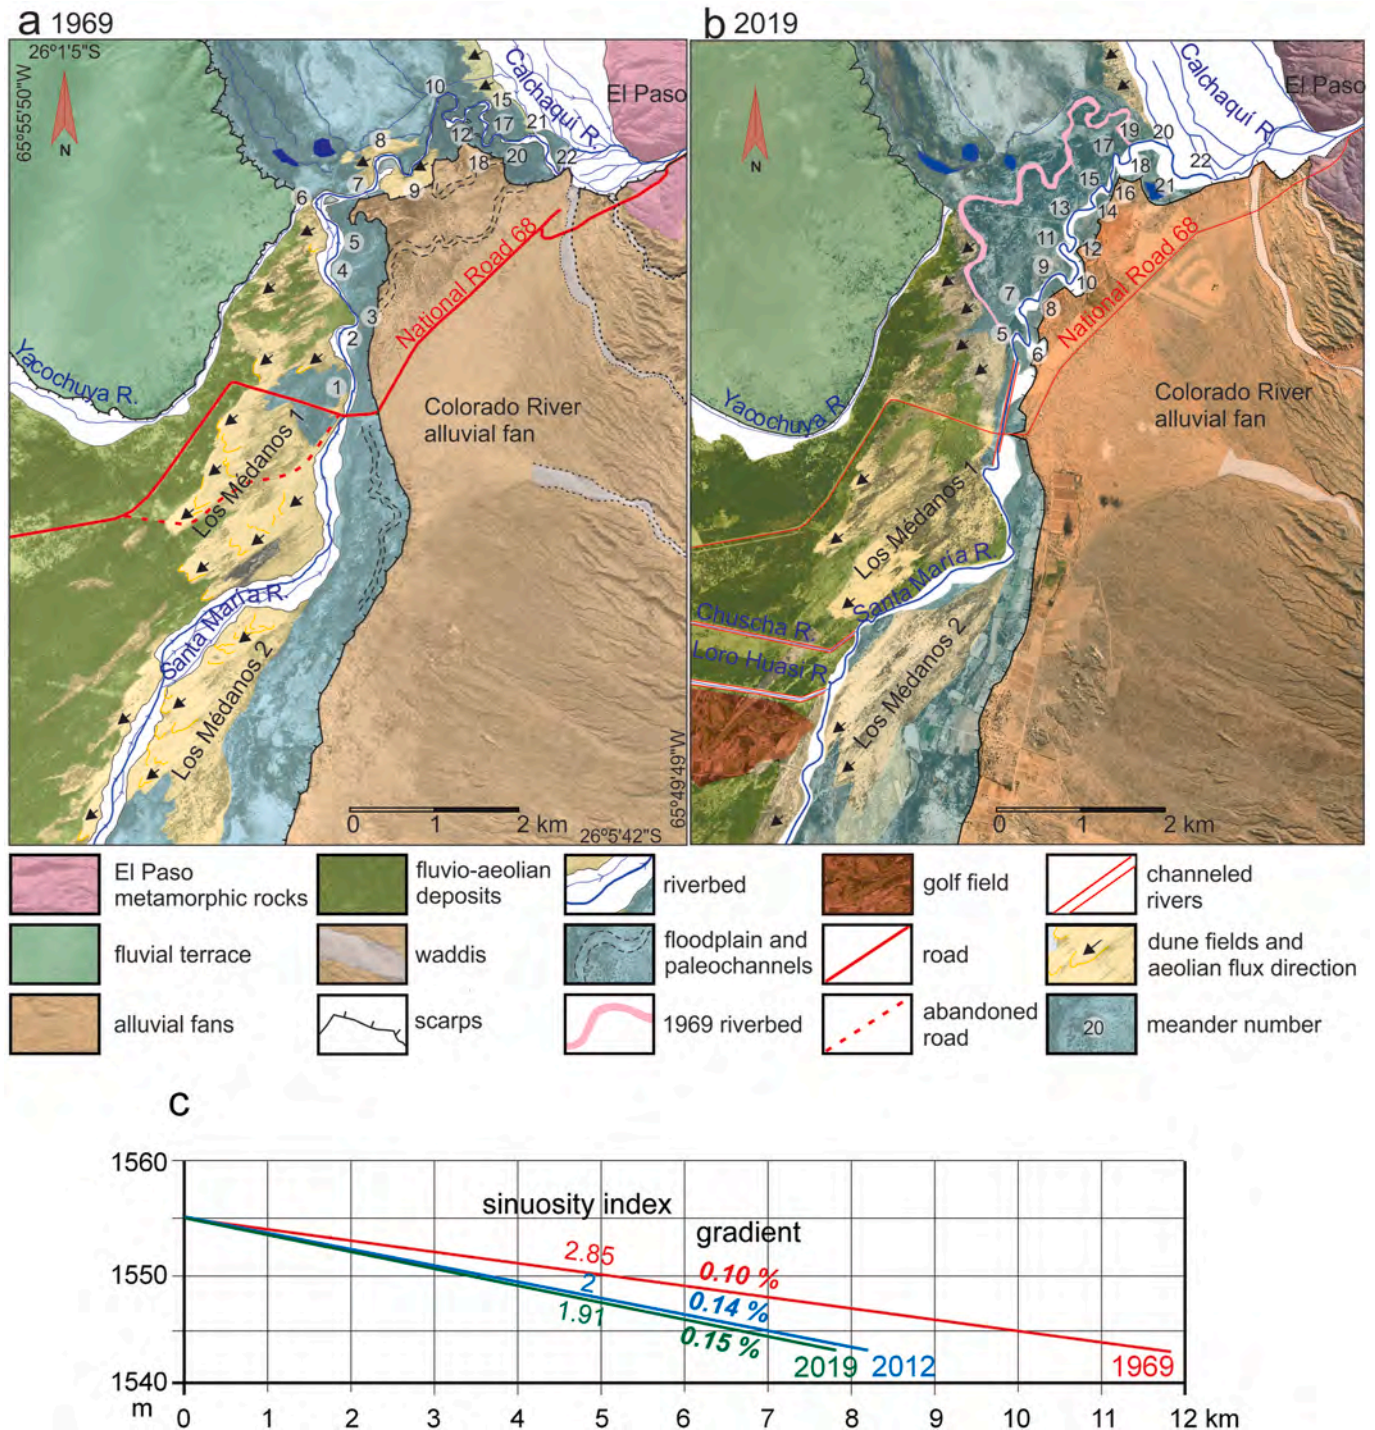 a 1969
26°1'5"S
65°55'50"W
N
Calchaquí R.
El Paso
10
15
17
21
12
8
18
20
22
7
9
6
5
4
3
2
1
National Road 68
Yacochuya R.
Colorado River
alluvial fan
Los Médanos 1
Santa María R.
Los Médanos 2
0 1 2 km
26°5'42"S
65°49'49"W
b 2019
N
Calchaquí R.
El Paso
19
20
17
18
22
15
16
21
13
14
11
12
9
10
7
8
5
6
National Road 68
Yacochuya R.
Colorado River
alluvial fan
Los Médanos 1
Santa María R.
Chuscha R.
Loro Huasi R.
Los Médanos 2
0 1 2 km
El Paso
metamorphic rocks
fluvio-aeolian
deposits
riverbed
golf field
channeled
rivers
fluvial terrace
waddis
floodplain and
paleochannels
road
dune fields and
aeolian flux direction
alluvial fans
scarps
1969 riverbed
abandoned
road
20
meander number
c
1560
1550
1540
m
sinuosity index
gradient
2.85
0.10 %
2
0.14 %
1.91
0.15 %
2019
2012
1969
0 1 2 3 4 5 6 7 8 9 10 11 12 km